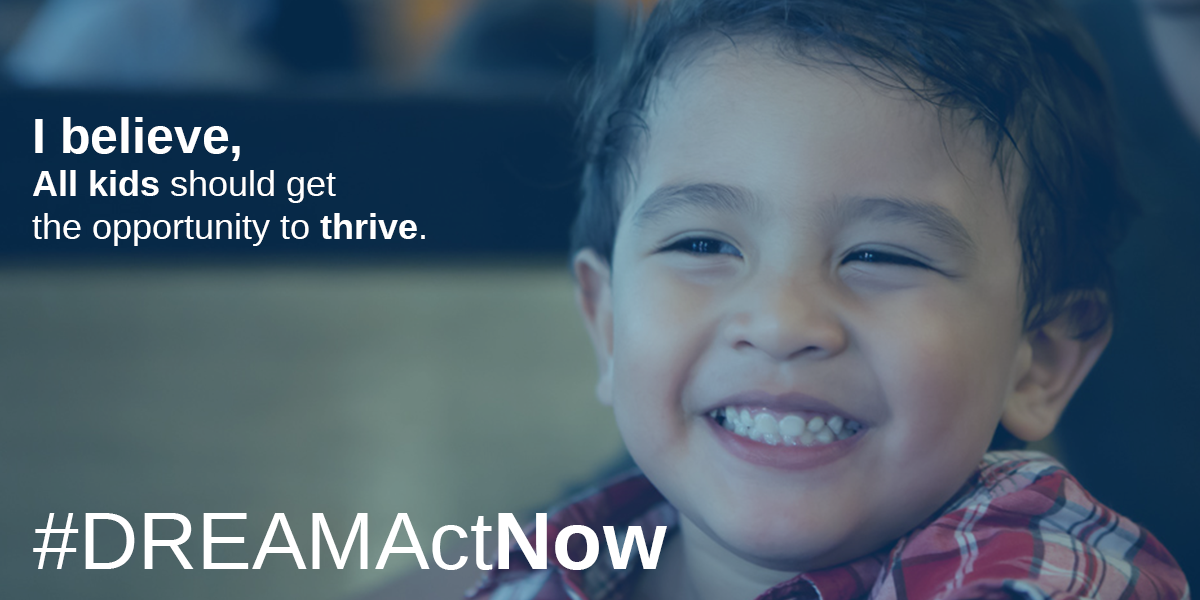 I believe,
All kids should get
the opportunity to thrive.
#DREAMActNow